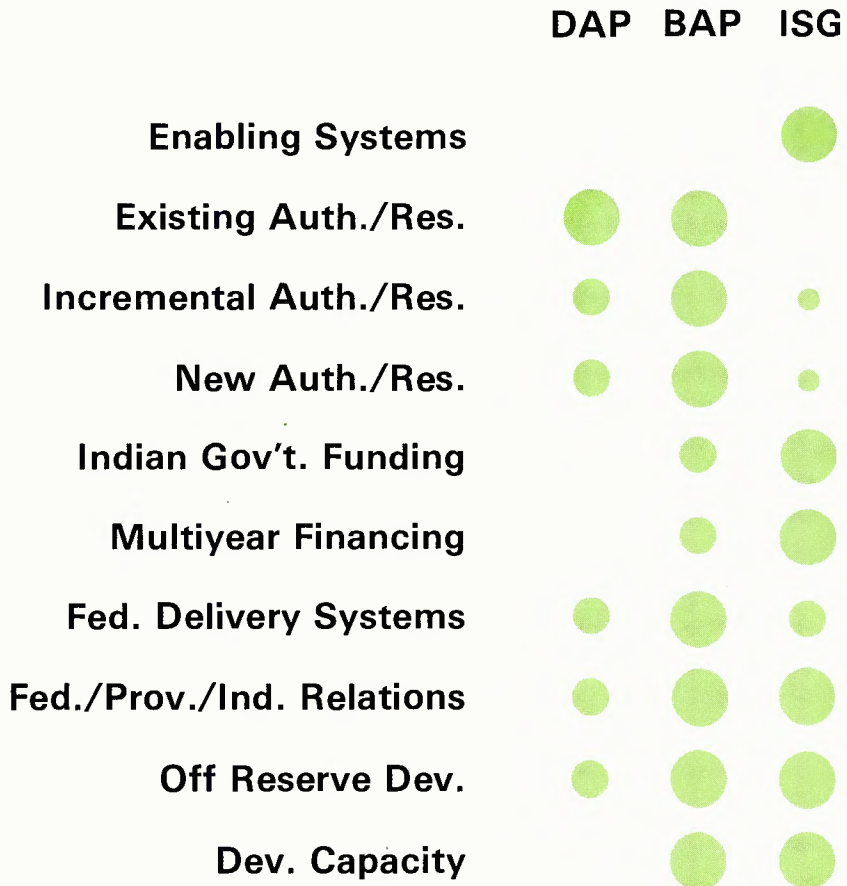 DAP BAP ISG
Enabling Systems
Existing Auth./Res.
Incremental Auth./Res.
New Auth./Res.
Indian Gov't. Funding
Multiyear Financing
Fed. Delivery Systems
Fed./Prov./Ind. Relations
Off Reserve Dev.
Dev. Capacity